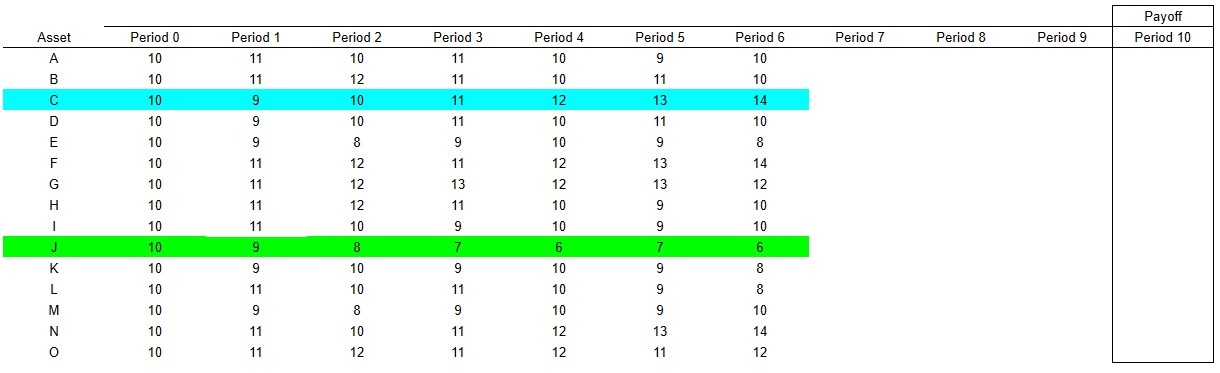 Payoff
Asset Period 0 Period 1 Period 2 Period 3 Period 4 Period 5 Period 6 Period 7 Period 8 Period 9 Period 10
A 10 11 10 11 10 9 10
B 10 11 12 11 10 11 10
C 10 9 10 11 12 13 14
D 10 9 10 11 10 11 10
E 10 9 8 9 10 9 8
F 10 11 12 11 12 13 14
G 10 11 12 13 12 13 12
H 10 11 12 11 10 9 10
I 10 11 10 9 10 9 10
J 10 9 8 7 6 7 6
K 10 9 10 9 10 9 8
L 10 11 10 11 10 9 8
M 10 9 8 9 10 9 10
N 10 11 10 11 12 13 14
O 10 11 12 11 12 11 12